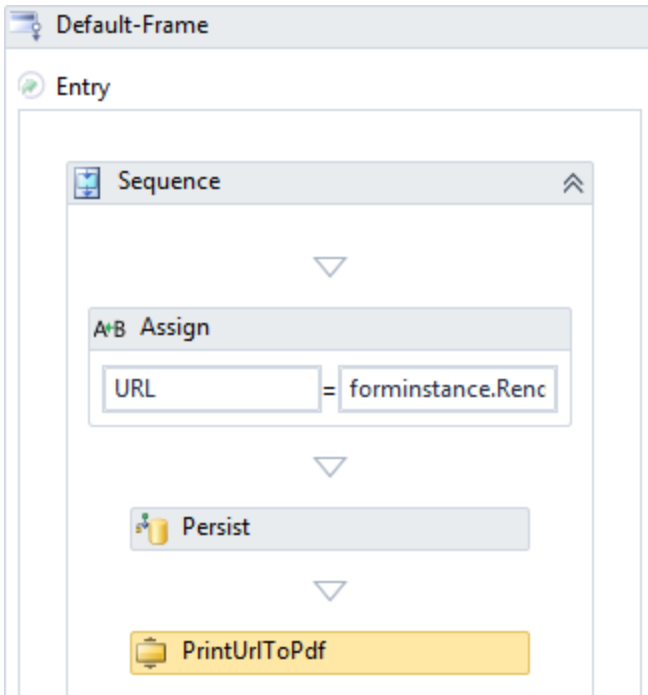 Default-Frame
Entry
Sequence
A+B Assign
URL = forminstance.Renc
Persist
PrintUrlToPdf